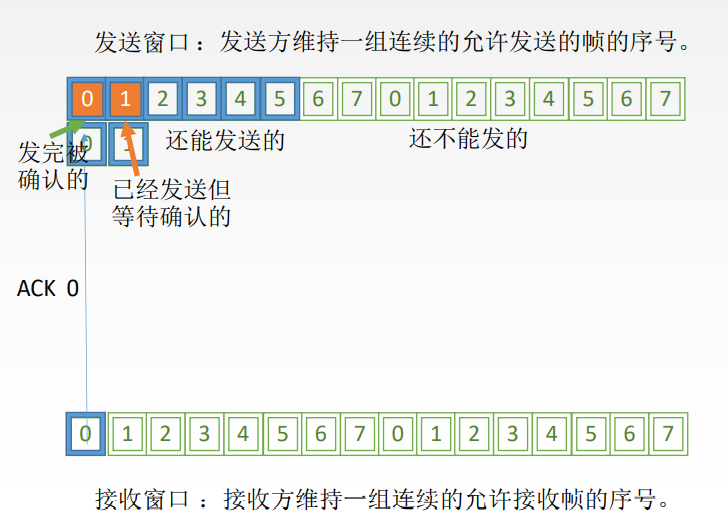 发送窗口：发送方维持一组连续的允许发送的帧的序号。
0 1 2 3 4 5 6 7 0 1 2 3 4 5 6 7
0 1
还能发送的
还不能发的
发完被
确认的
已经发送但
等待确认的
ACK 0
0 1 2 3 4 5 6 7 0 1 2 3 4 5 6 7
接收窗口：接收方维持一组连续的允许接收帧的序号。